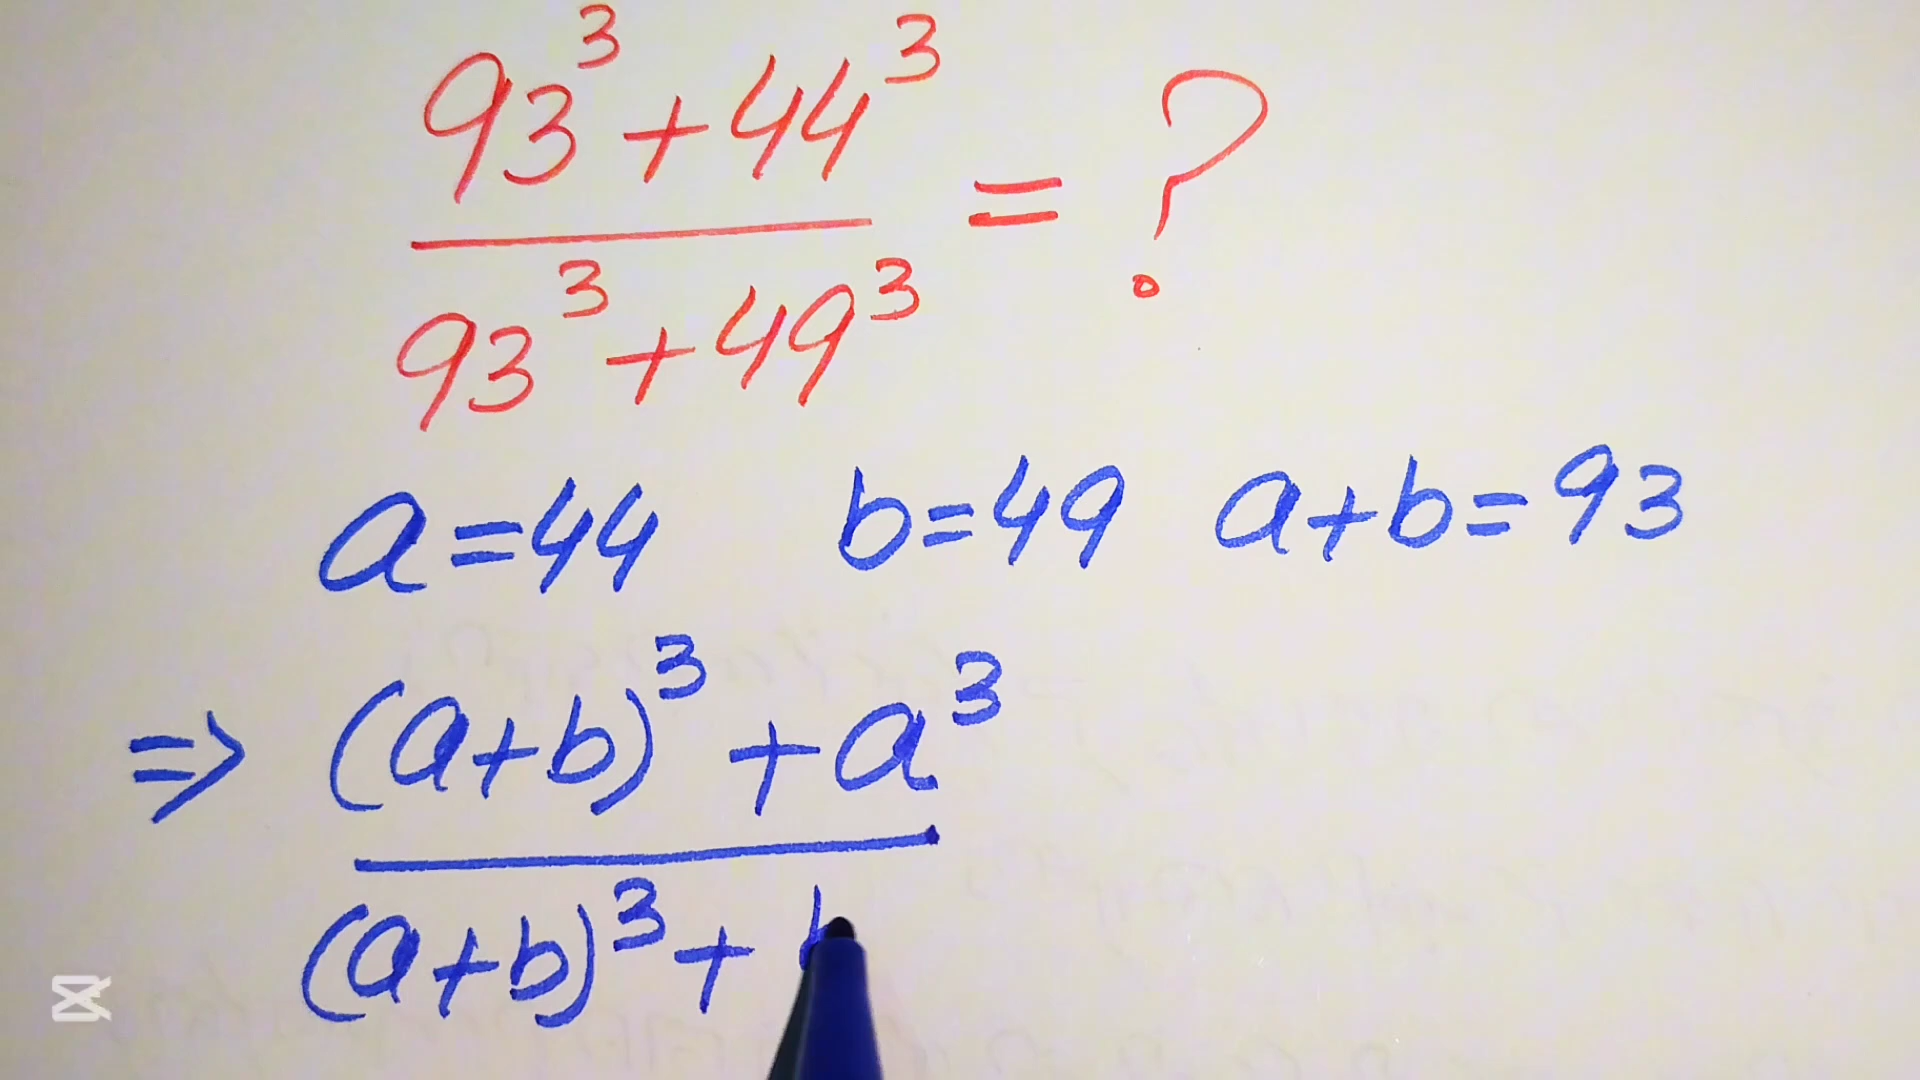 93³ + 44³
= ?
93³ + 49³
a = 44 b = 49 a + b = 93
⇒ (a + b)³ + a³
(a + b)³ +